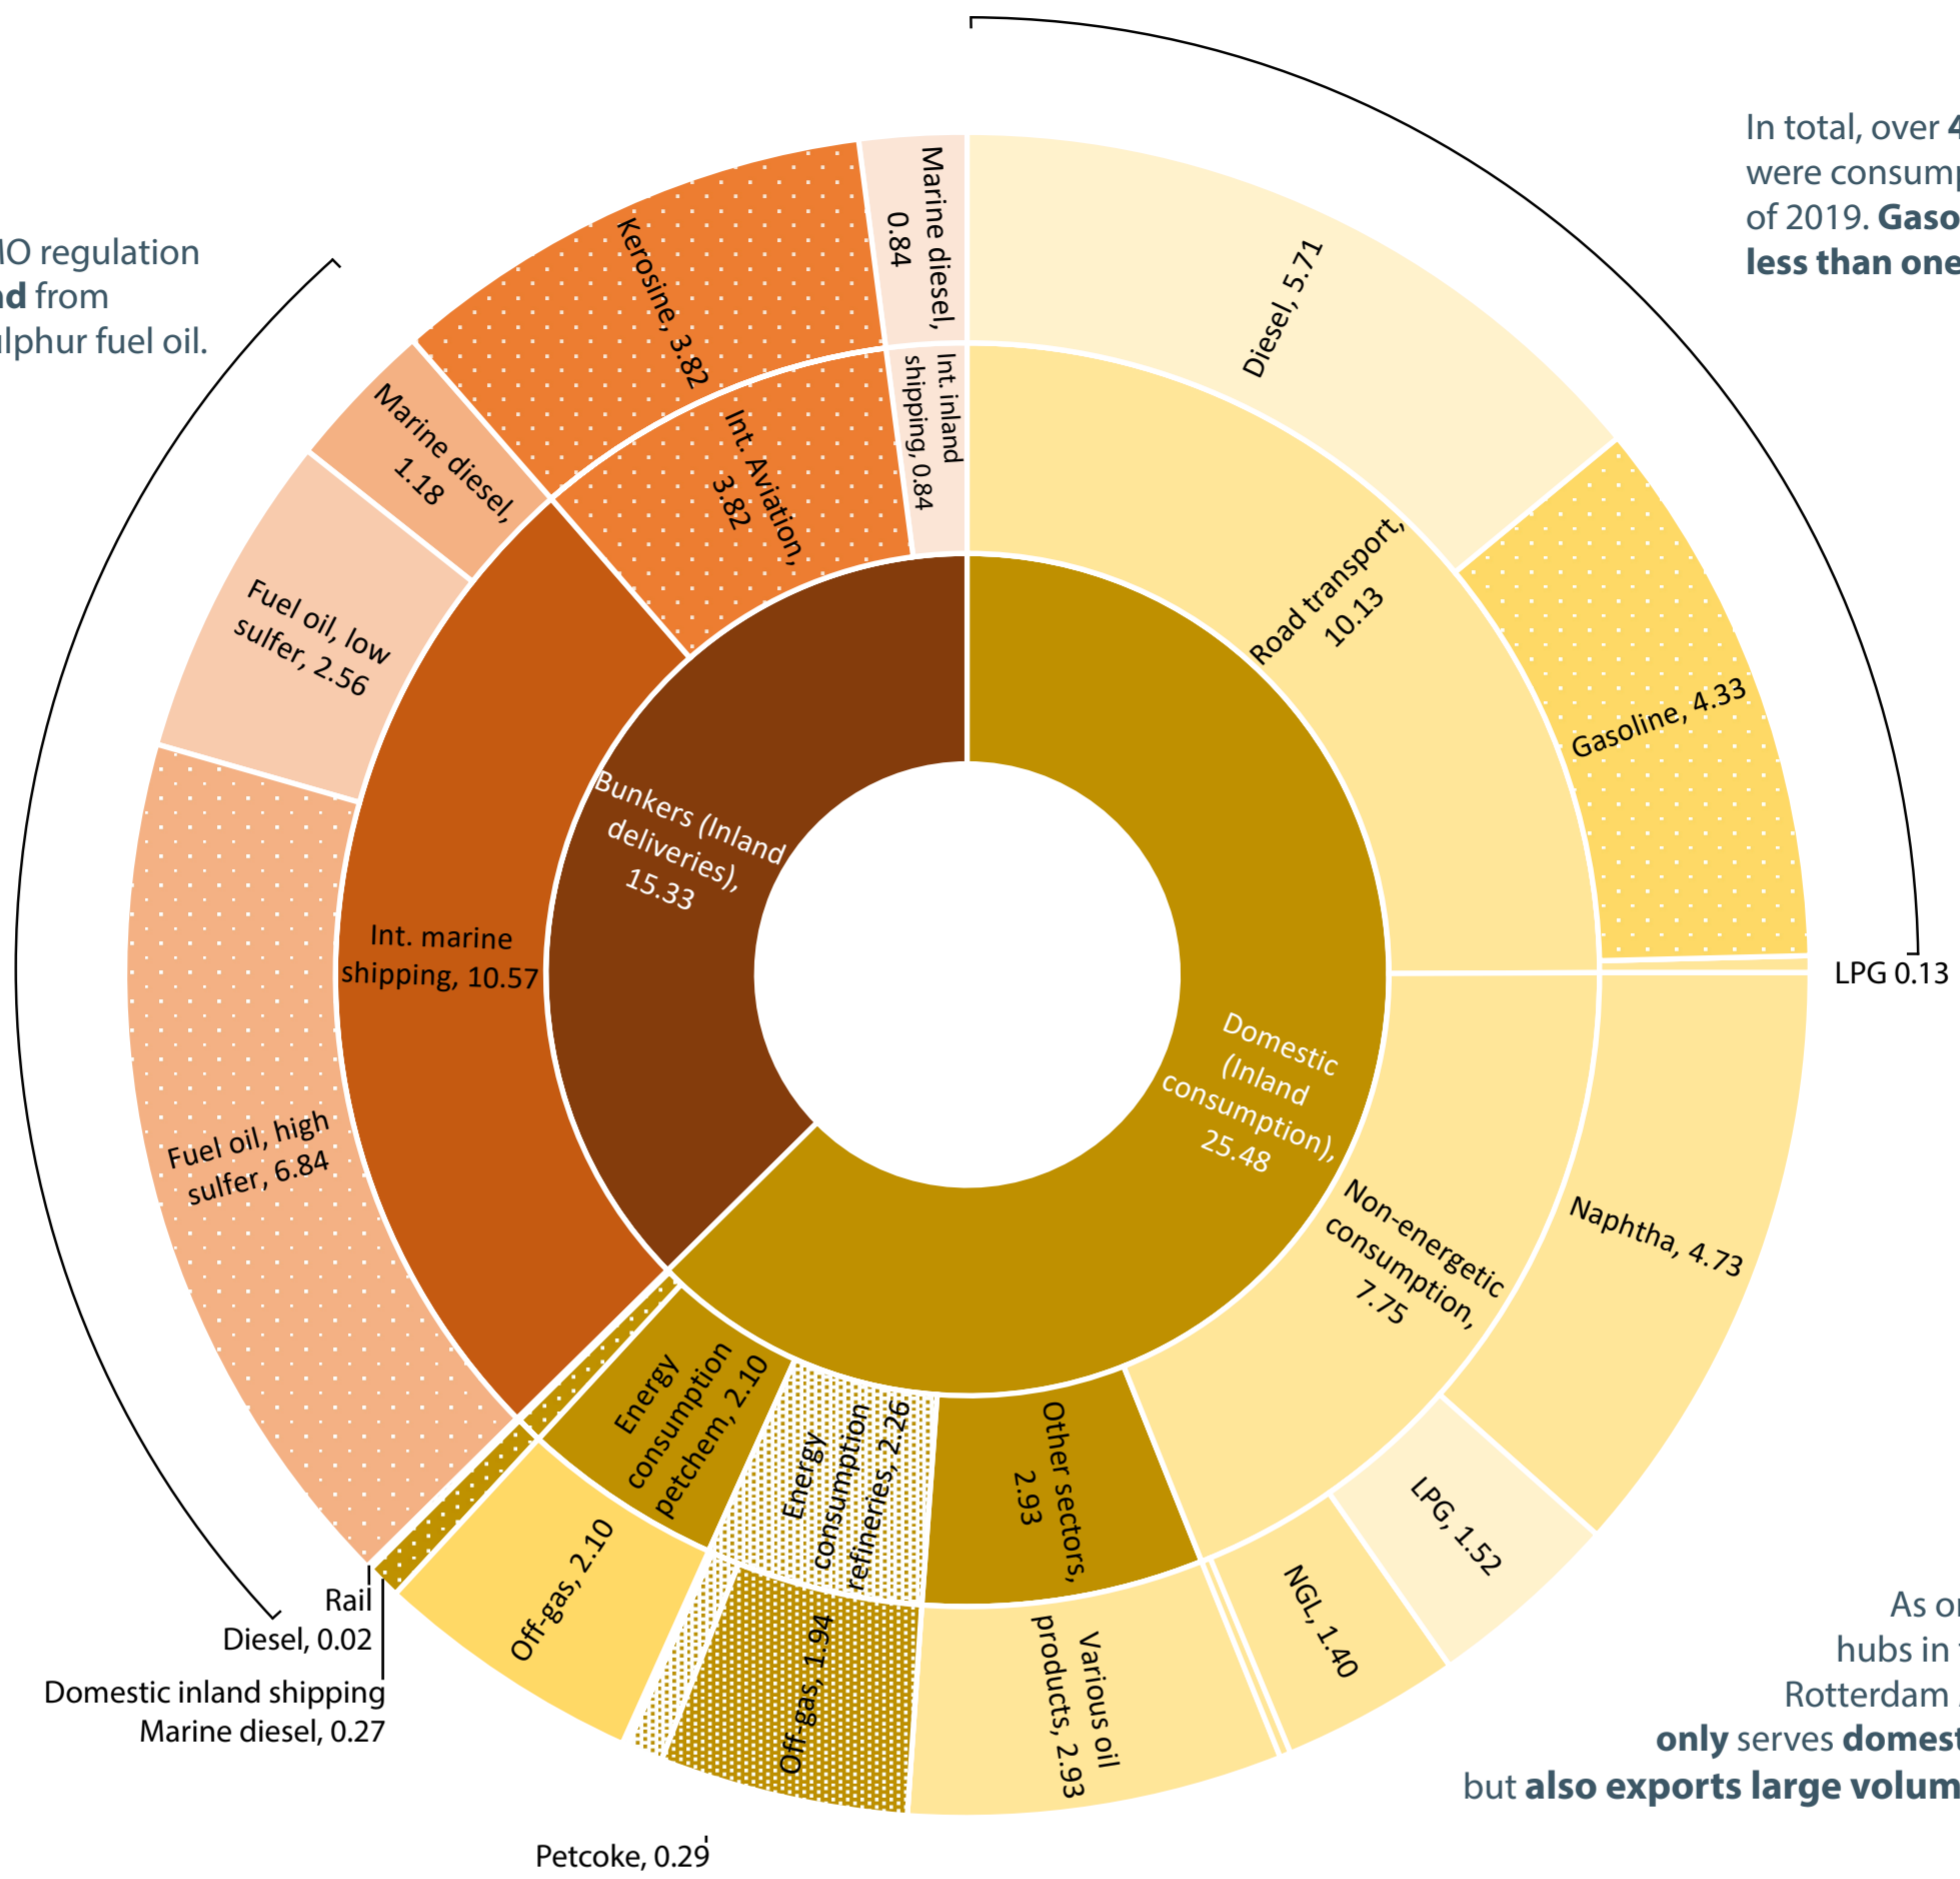 In total, over 4
were consump
of 2019. Gaso
less than one
IO regulation
nd from
ulphur fuel oil.
Marine diesel,
0.84
Int. inland
shipping, 0.84
Kerosine, 3.82
Int. Aviation,
3.82
Marine diesel,
1.18
Fuel oil, low
sulfer, 2.56
Fuel oil, high
sulfer, 6.84
Int. marine
shipping, 10.57
Bunkers (Inland
deliveries),
15.33
Diesel, 5.71
Road transport,
10.13
Gasoline, 4.33
LPG 0.13
Domestic
(Inland
consumption),
25.48
Non-energetic
consumption,
7.75
Naphtha, 4.73
LPG, 1.52
NGL, 1.40
Other sectors,
2.93
Various oil
products, 2.93
Energy
consumption
refineries, 2.26
Off-gas, 1.94
Energy
consumption
petchem, 2.10
Off-gas, 2.10
Rail
Diesel, 0.02
Domestic inland shipping
Marine diesel, 0.27
Petcoke, 0.29
As o
hubs in
Rotterdam
only serves domest
but also exports large volum